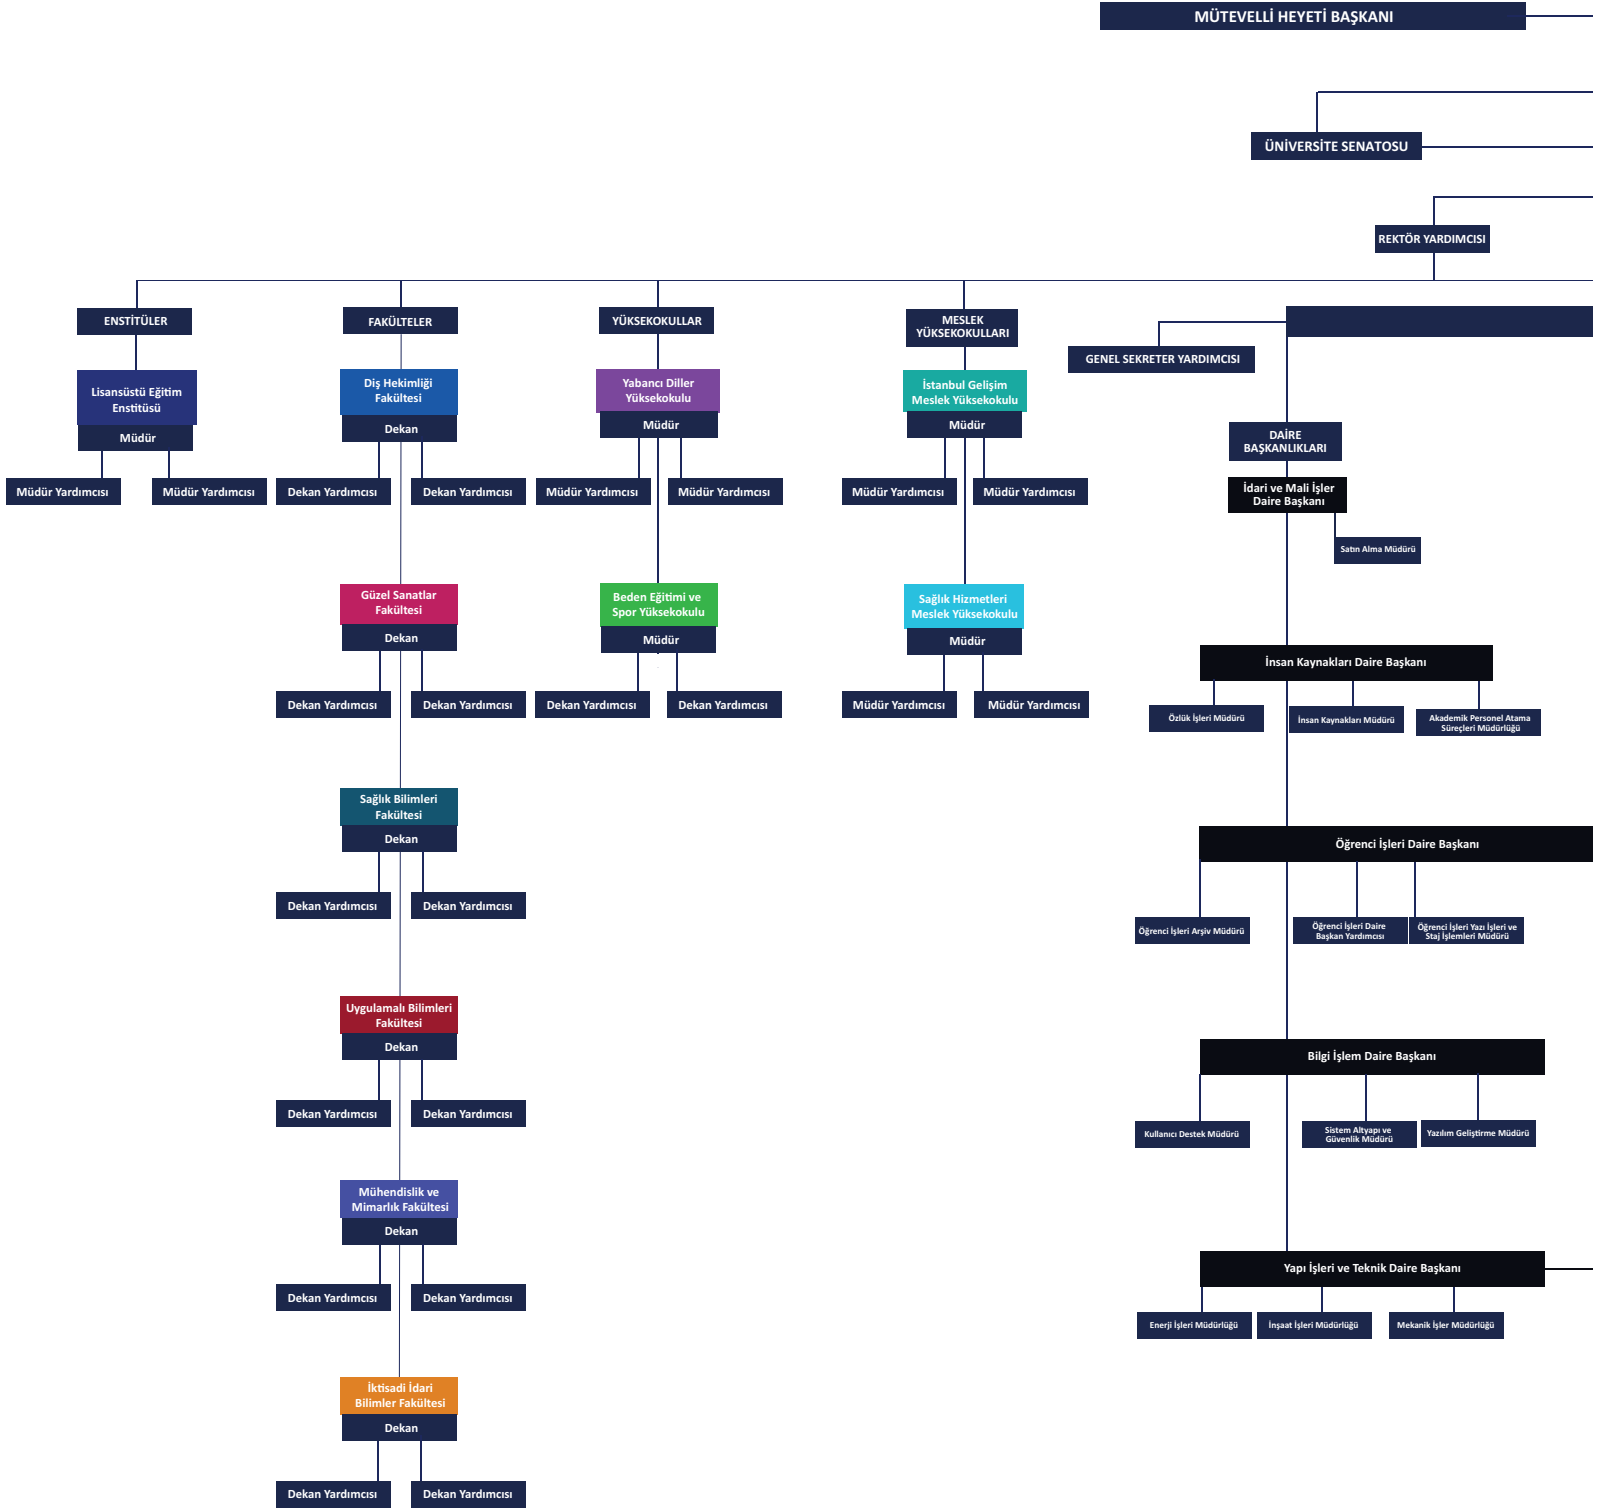 MÜTEVELLİ HEYETİ BAŞKANI
ÜNİVERSİTE SENATOSU
REKTÖR YARDIMCISI
ENSTİTÜLER
FAKÜLTELER
YÜKSEKOKULLAR
MESLEK
YÜKSEKOKULLARI
GENEL SEKRETER YARDIMCISI
Lisansüstü Eğitim
Enstitüsü
Müdür
Müdür Yardımcısı
Müdür Yardımcısı
Diş Hekimliği
Fakültesi
Dekan
Dekan Yardımcısı
Dekan Yardımcısı
Yabancı Diller
Yüksekokulu
Müdür
Müdür Yardımcısı
Müdür Yardımcısı
İstanbul Gelişim
Meslek Yüksekokulu
Müdür
Müdür Yardımcısı
Müdür Yardımcısı
DAİRE
BAŞKANLIKLARI
İdari ve Mali İşler
Daire Başkanı
Satın Alma Müdürü
Güzel Sanatlar
Fakültesi
Dekan
Dekan Yardımcısı
Dekan Yardımcısı
Beden Eğitimi ve
Spor Yüksekokulu
Müdür
Dekan Yardımcısı
Dekan Yardımcısı
Sağlık Hizmetleri
Meslek Yüksekokulu
Müdür
Müdür Yardımcısı
Müdür Yardımcısı
İnsan Kaynakları Daire Başkanı
Özlük İşleri Müdürü
İnsan Kaynakları Müdürü
Akademik Personel Atama
Süreçleri Müdürlüğü
Sağlık Bilimleri
Fakültesi
Dekan
Dekan Yardımcısı
Dekan Yardımcısı
Öğrenci İşleri Daire Başkanı
Öğrenci İşleri Arşiv Müdürü
Öğrenci İşleri Daire
Başkan Yardımcısı
Öğrenci İşleri Yazı İşleri ve
Staj İşlemleri Müdürü
Uygulamalı Bilimleri
Fakültesi
Dekan
Dekan Yardımcısı
Dekan Yardımcısı
Bilgi İşlem Daire Başkanı
Kullanıcı Destek Müdürü
Sistem Altyapı ve
Güvenlik Müdürü
Yazılım Geliştirme Müdürü
Mühendislik ve
Mimarlık Fakültesi
Dekan
Dekan Yardımcısı
Dekan Yardımcısı
Yapı İşleri ve Teknik Daire Başkanı
Enerji İşleri Müdürlüğü
İnşaat İşleri Müdürlüğü
Mekanik İşler Müdürlüğü
İktisadi İdari
Bilimler Fakültesi
Dekan
Dekan Yardımcısı
Dekan Yardımcısı